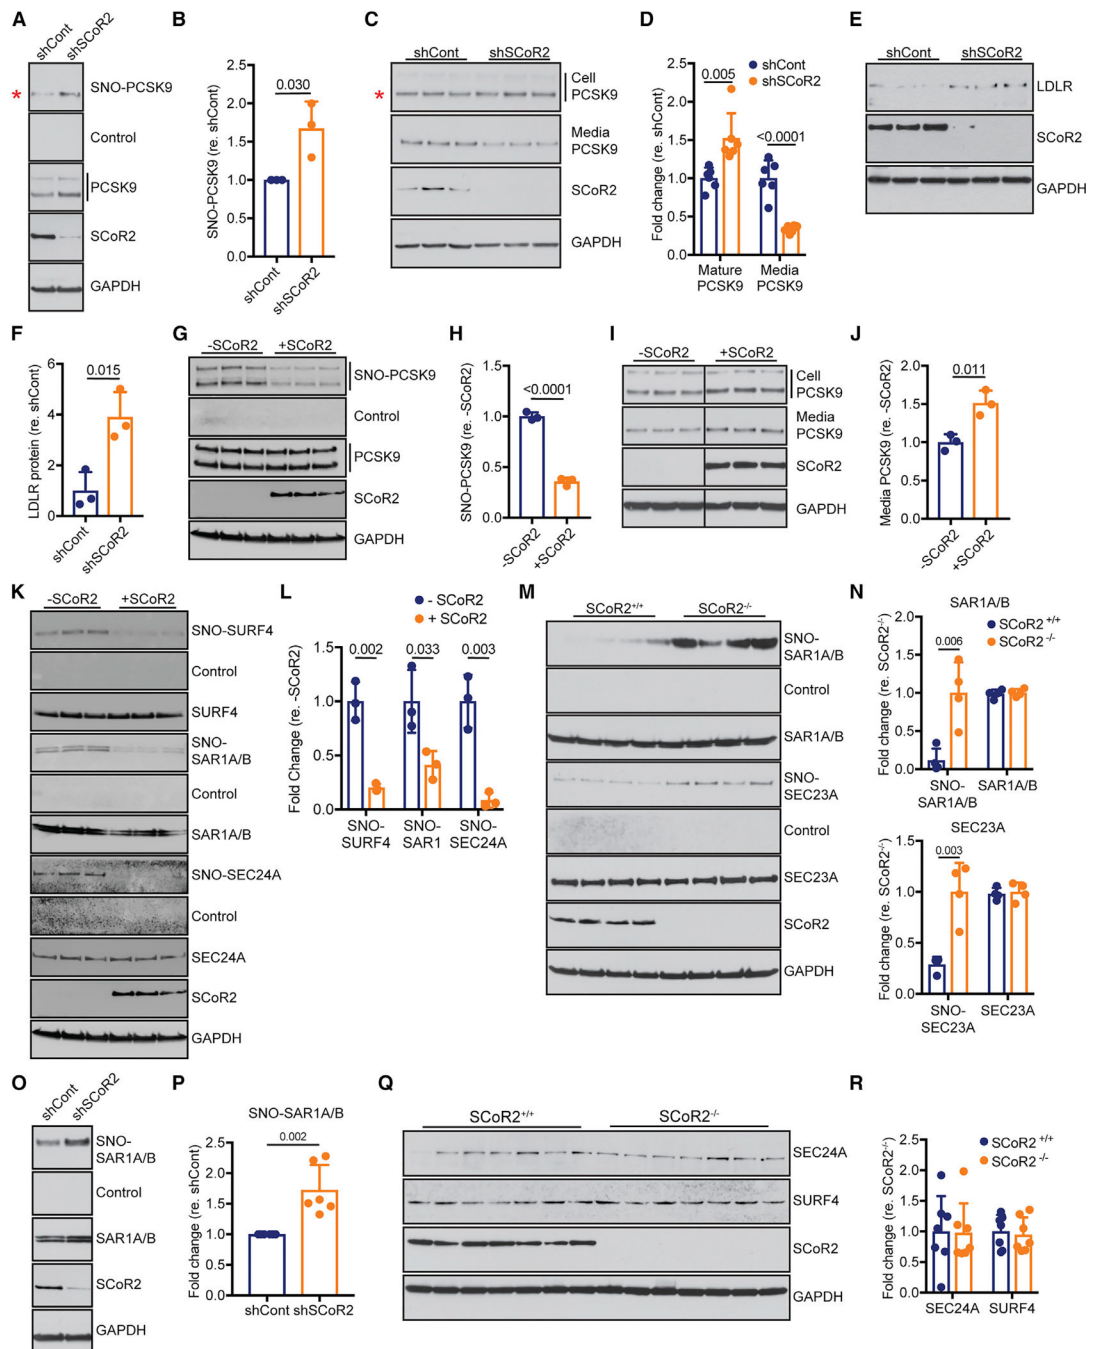 A
shCont
shSCoR2
*
SNO-PCSK9
Control
PCSK9
SCoR2
GAPDH
B
SNO-PCSK9 (re. shCont)
2.5
2.0
1.5
1.0
0.5
0.0
0.030
shCont
shSCoR2
C
shCont
shSCoR2
*
Cell
PCSK9
Media
PCSK9
SCoR2
GAPDH
D
shCont
shSCoR2
Fold change (re. shCont)
2.5
2.0
1.5
1.0
0.5
0.0
0.005
<0.0001
Mature
PCSK9
Media
PCSK9
E
shCont
shSCoR2
LDLR
SCoR2
GAPDH
F
LDLR protein (re. shCont)
6
4
2
0
0.015
shCont
shSCoR2
G
-SCoR2
+SCoR2
SNO-PCSK9
Control
PCSK9
SCoR2
GAPDH
H
SNO-PCSK9 (re. -SCoR2)
1.5
1.0
0.5
0.0
<0.0001
-SCoR2
+SCoR2
I
-SCoR2
+SCoR2
Cell
PCSK9
Media
PCSK9
SCoR2
GAPDH
J
Media PCSK9 (re. -SCoR2)
2.0
1.5
1.0
0.5
0.0
0.011
-SCoR2
+SCoR2
K
-SCoR2
+SCoR2
SNO-SURF4
Control
SURF4
SNO-
SAR1A/B
Control
SAR1A/B
SNO-SEC24A
Control
SEC24A
SCoR2
GAPDH
L
- SCoR2
+ SCoR2
Fold Change (re. -SCoR2)
1.5
1.0
0.5
0.0
0.002
0.033
0.003
SNO-
SURF4
SNO-
SAR1
SNO-
SEC24A
M
SCoR2+/+
SCoR2-/-
SNO-
SAR1A/B
Control
SAR1A/B
SNO-
SEC23A
Control
SEC23A
SCoR2
GAPDH
N
SAR1A/B
SCoR2 +/+
SCoR2 -/-
Fold change (re. SCoR2-/-)
2.0
1.5
1.0
0.5
0.0
0.006
SNO-
SAR1A/B
SAR1A/B
SEC23A
Fold change (re. SCoR2-/-)
1.5
1.0
0.5
0.0
0.003
SNO-
SEC23A
SEC23A
O
shCont
shSCoR2
SNO-
SAR1A/B
Control
SAR1A/B
SCoR2
GAPDH
P
SNO-SAR1A/B
Fold change (re. shCont)
2.5
2.0
1.5
1.0
0.5
0.0
0.002
shCont shSCoR2
Q
SCoR2+/+
SCoR2-/-
SEC24A
SURF4
SCoR2
GAPDH
R
SCoR2 +/+
SCoR2 -/-
Fold change (re. SCoR2-/-)
2.5
2.0
1.5
1.0
0.5
0.0
SEC24A
SURF4